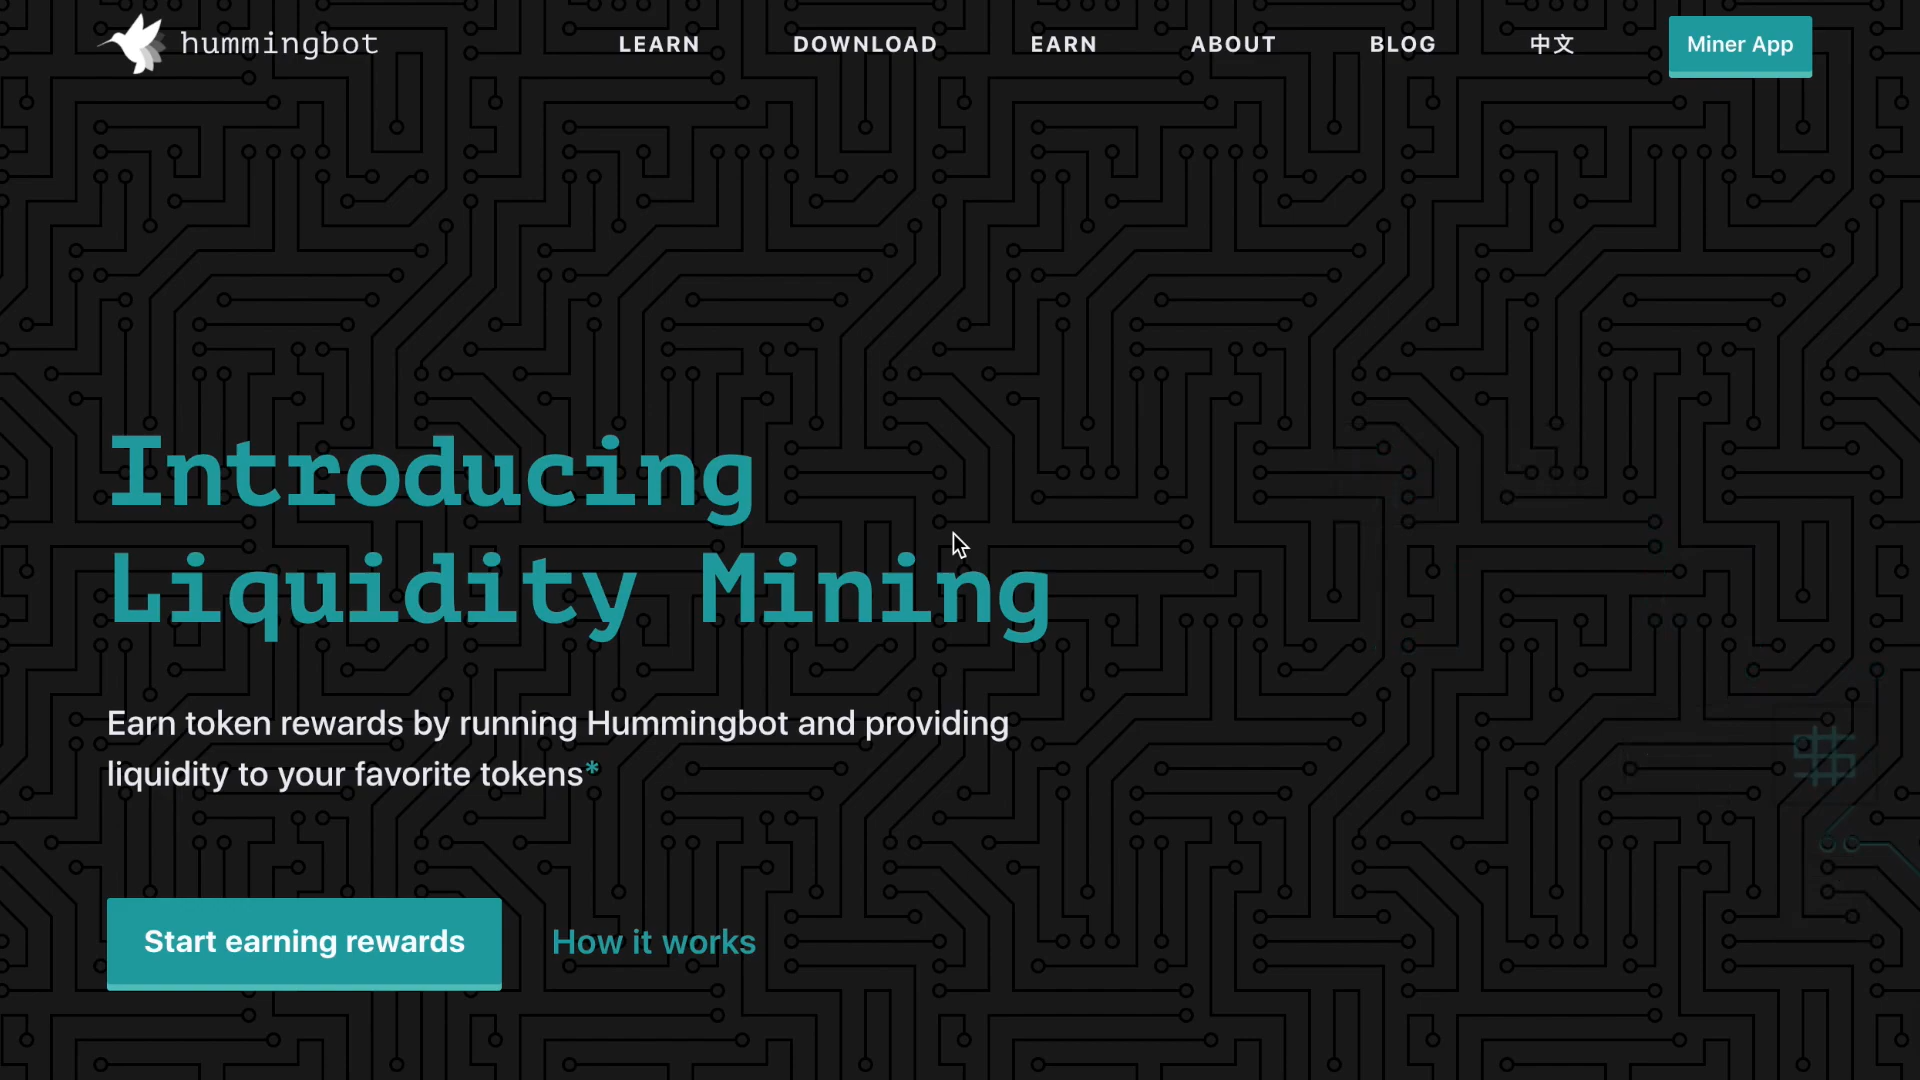 hummingbot
LEARN
DOWNLOAD
EARN
ABOUT
BLOG
中文
Miner App
Introducing
Liquidity Mining
Earn token rewards by running Hummingbot and providing
liquidity to your favorite tokens*
Start earning rewards
How it works